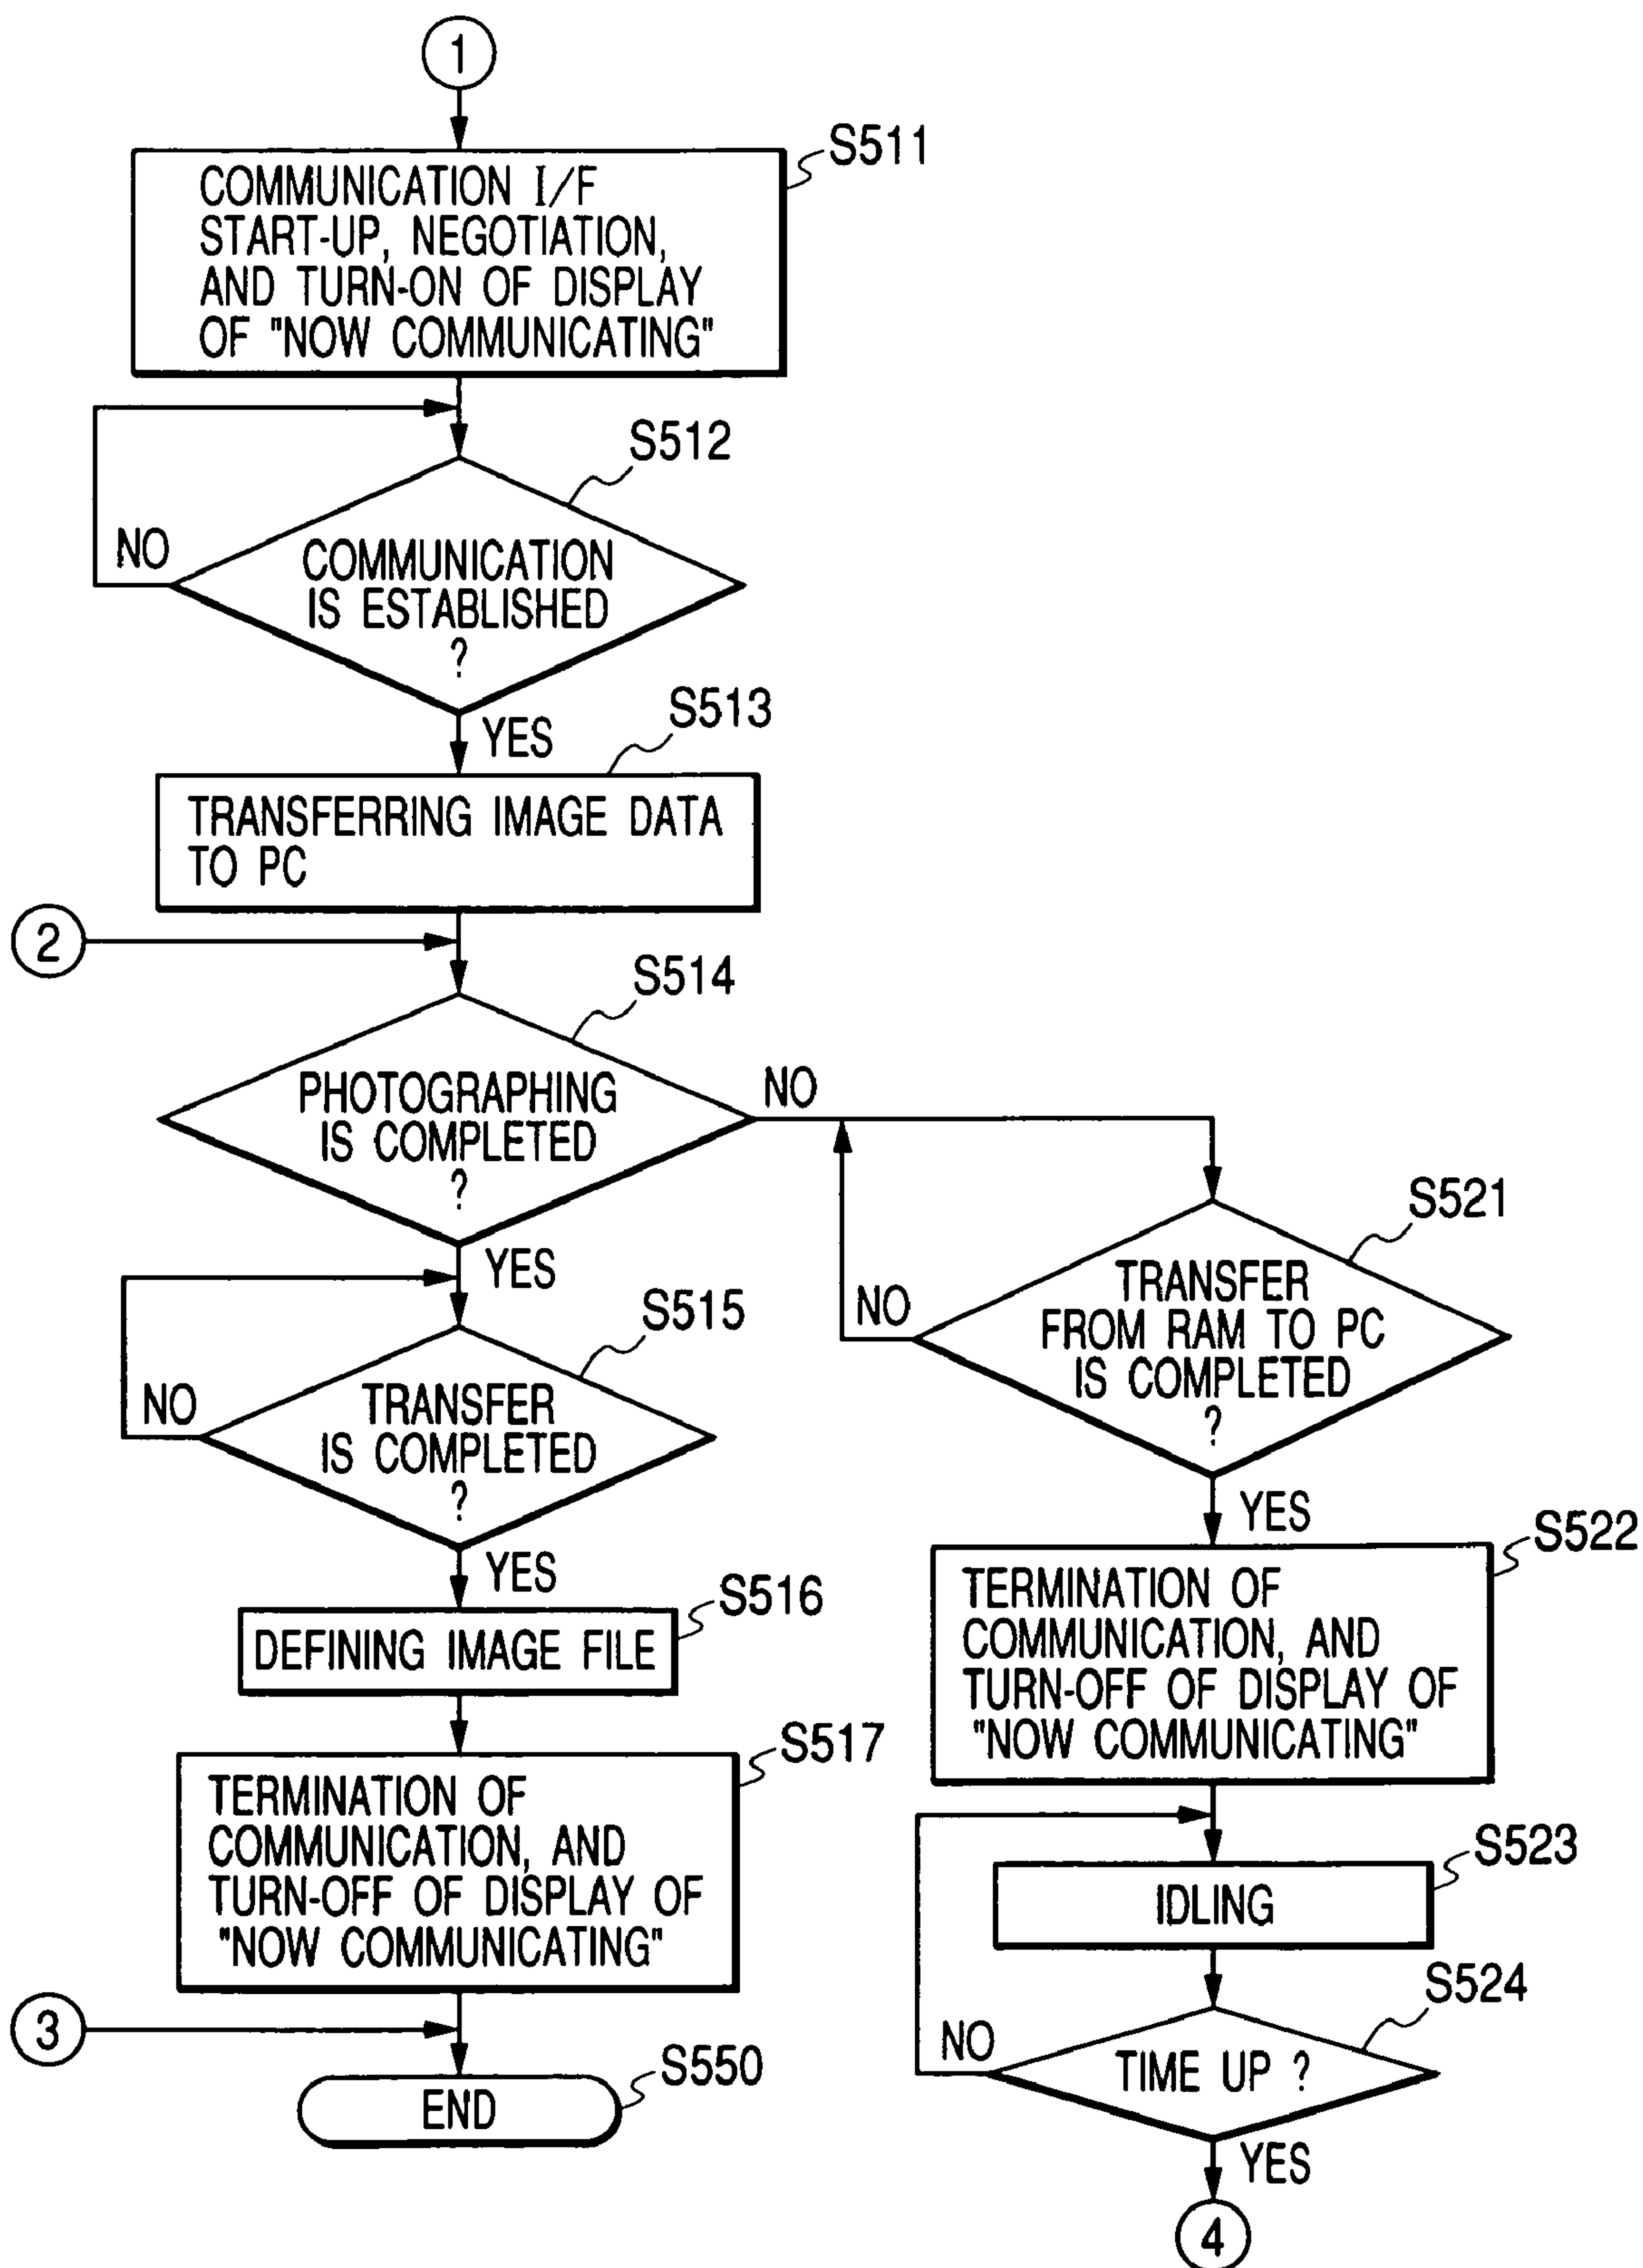 1
S511
COMMUNICATION I/F
START-UP, NEGOTIATION,
AND TURN-ON OF DISPLAY
OF "NOW COMMUNICATING"
S512
NO
COMMUNICATION
IS ESTABLISHED
?
YES
S513
TRANSFERRING IMAGE DATA
TO PC
2
S514
PHOTOGRAPHING
IS COMPLETED
?
NO
YES
S515
NO
TRANSFER
IS COMPLETED
?
YES
S516
DEFINING IMAGE FILE
S517
TERMINATION OF
COMMUNICATION, AND
TURN-OFF OF DISPLAY OF
"NOW COMMUNICATING"
3
S550
END
S521
NO
TRANSFER
FROM RAM TO PC
IS COMPLETED
?
YES
S522
TERMINATION OF
COMMUNICATION, AND
TURN-OFF OF DISPLAY OF
"NOW COMMUNICATING"
S523
IDLING
S524
NO
TIME UP ?
YES
4